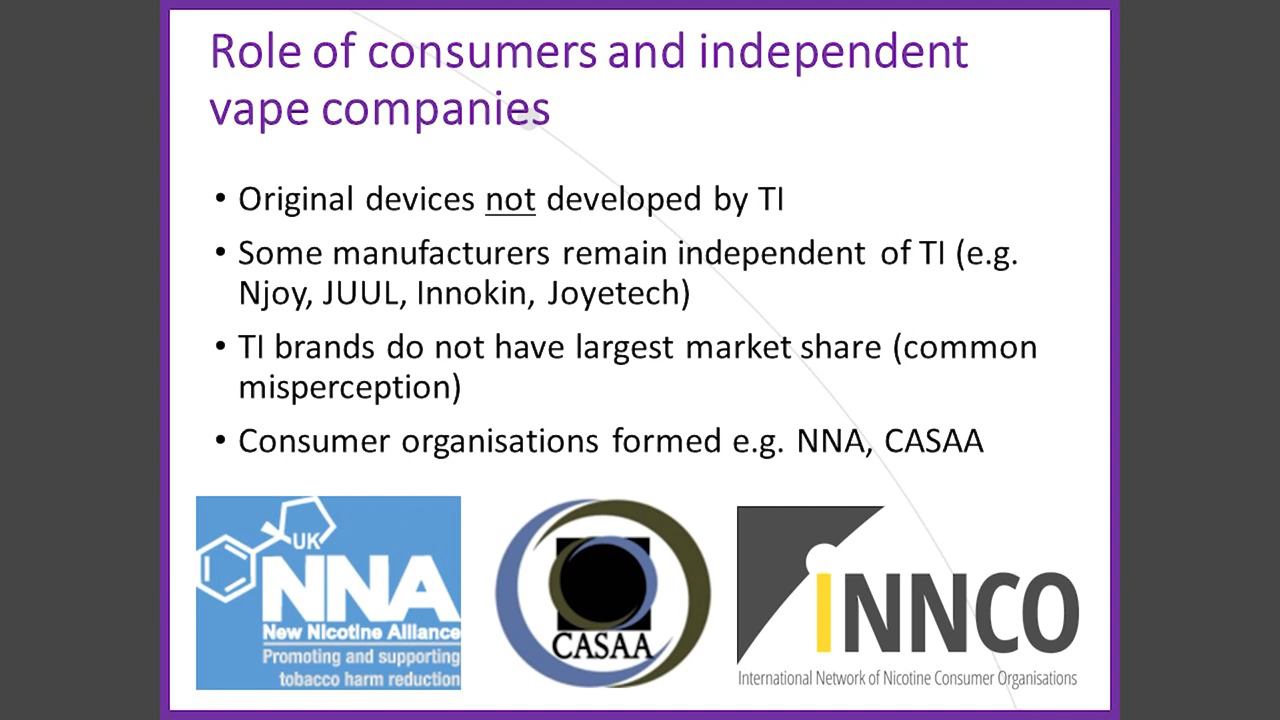 Role of consumers and independent
vape companies
• Original devices not developed by TI
• Some manufacturers remain independent of TI (e.g.
Njoy, JUUL, Innokin, Joyetech)
• TI brands do not have largest market share (common
misperception)
• Consumer organisations formed e.g. NNA, CASAA
UK
NNA
New Nicotine Alliance
Promoting and supporting
tobacco harm reduction
CASAA
INNCO
International Network of Nicotine Consumer Organisations